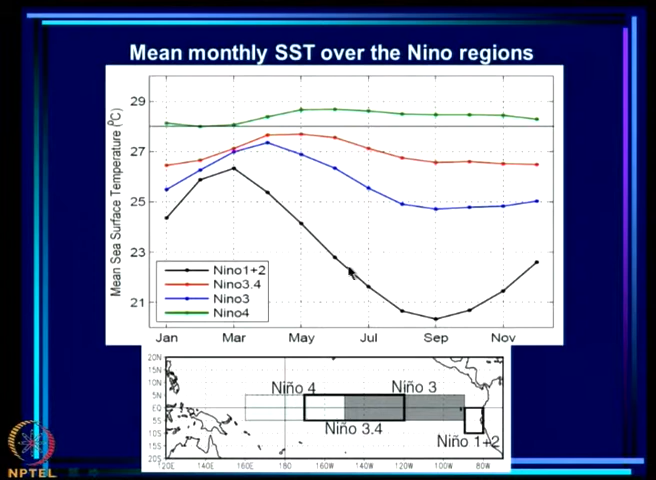 Mean monthly SST over the Nino regions
Mean Sea Surface Temperature (°C)
29
27
25
23
21
Nino1+2
Nino3.4
Nino3
Nino4
Jan Mar May Jul Sep Nov
20N
15N
10N
5N
EQ
5S
10S
15S
20S
Niño 4 Niño 3
Niño 3.4
Niño 1+2
120E 140E 160E 180 160W 140W 120W 100W 80W
NPTEL